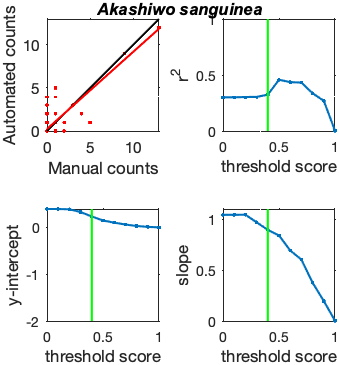 Akashiwo sanguinea
Automated counts
10
5
0
0
10
Manual counts
r2
1
0.5
0
0
0.5
1
threshold score
y-intercept
0
-1
-2
0
0.5
1
threshold score
slope
1
0.5
0
0
0.5
1
threshold score